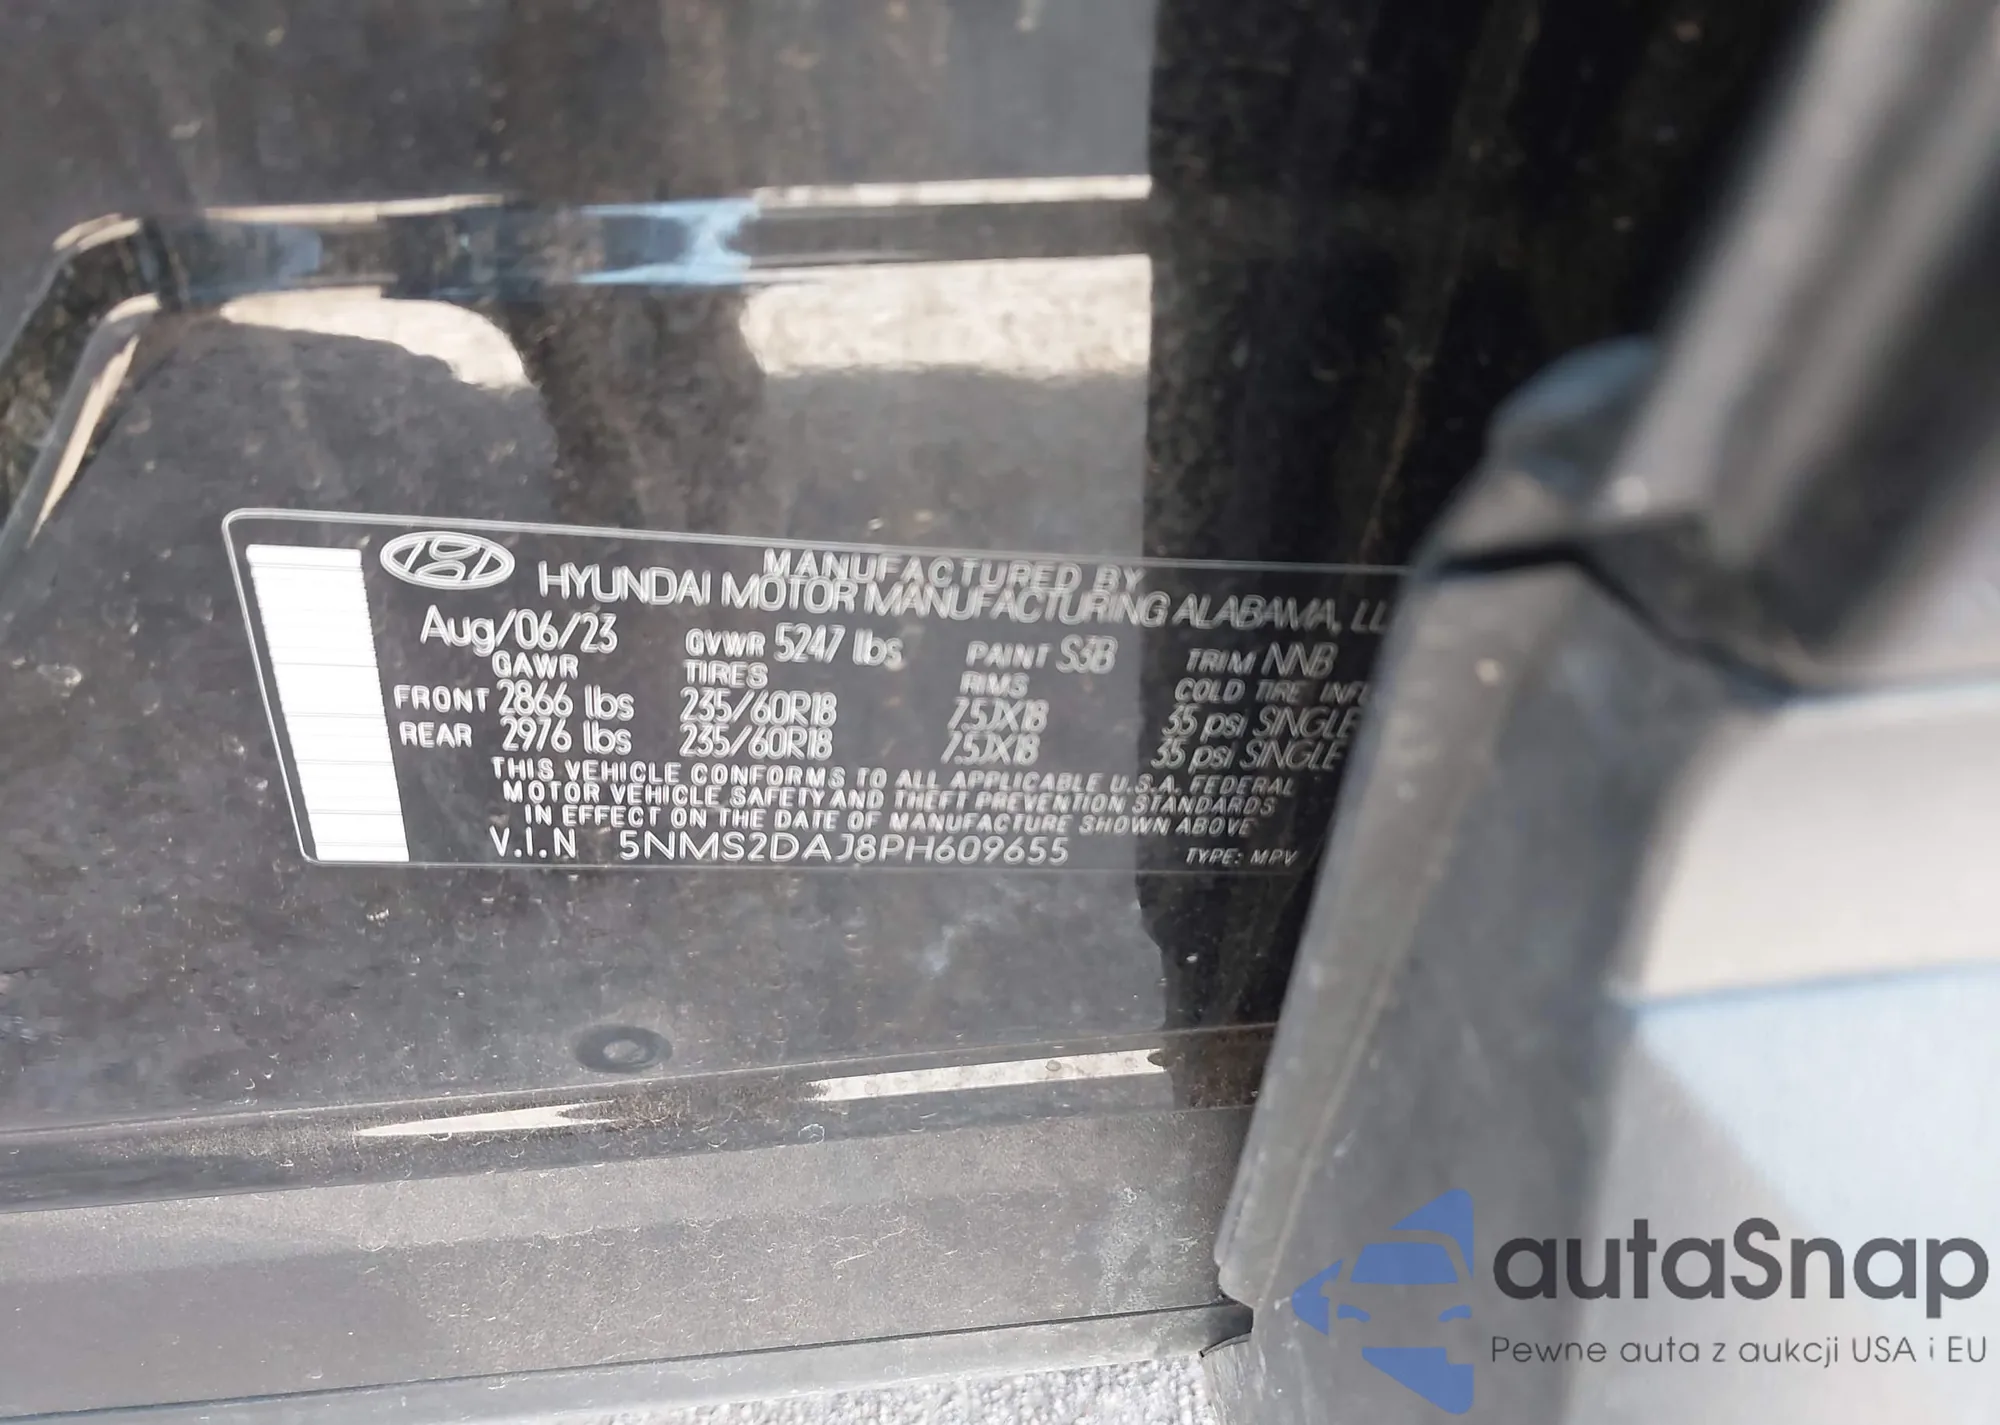 MANUFACTURED BY
HYUNDAI MOTOR MANUFACTURING ALABAMA,
Aug/06/23 GVWR 5247 lbs PAINT S3B TRIM NNB
GAWR TIRES RIMS COLD TIRE
FRONT 2866 lbs 235/60R18 7.5JX18 35 psi SINGLE
REAR 2976 lbs 235/60R18 7.5JX18 35 psi SINGLE
THIS VEHICLE CONFORMS TO ALL APPLICABLE U.S.A. FEDERAL
MOTOR VEHICLE SAFETY AND THEFT PREVENTION STANDARDS
IN EFFECT ON THE DATE OF MANUFACTURE SHOWN ABOVE
V.I.N 5NMS2DAJ8PH609655 TYPE: MPV
autaSnap
Pewne auta z aukcji USA i EU